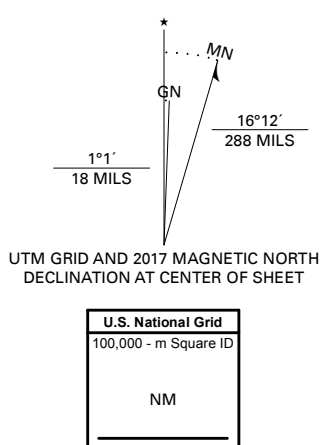 ★
MN
GN
16°12´
288 MILS
1°1´
18 MILS
UTM GRID AND 2017 MAGNETIC NORTH
DECLINATION AT CENTER OF SHEET
U.S. National Grid
100,000 - m Square ID
NM